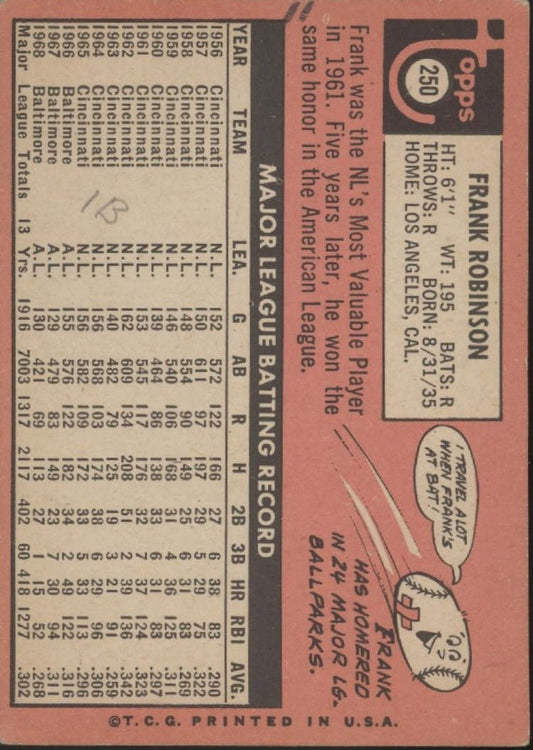 Topps
250
FRANK ROBINSON
HT: 6'1" WT: 195 BATS: R
THROWS: R BORN: 8/31/35
HOME: LOS ANGELES, CAL.
I TRAVEL A LOT
WHEN FRANK'S
AT BAT!
Frank was the NL's Most Valuable Player
in 1961. Five years later, he won the
same honor in the American League.
FRANK
HAS HOMERED
IN 24 MAJOR LG.
BALLPARKS.
MAJOR LEAGUE BATTING RECORD
YEAR TEAM LEA. G AB R H 2B 3B HR RBI AVG.
1956 Cincinnati N.L. 152 572 122 166 27 6 38 83 .290
1957 Cincinnati N.L. 150 611 97 197 29 5 29 75 .322
1958 Cincinnati N.L. 148 554 90 149 25 6 31 83 .269
1959 Cincinnati N.L. 146 540 106 168 31 4 36 125 .311
1960 Cincinnati N.L. 139 464 86 138 33 6 31 83 .297
1961 Cincinnati N.L. 153 545 117 176 32 7 37 124 .323
1962 Cincinnati N.L. 162 609 134 208 51 2 39 136 .342
1963 Cincinnati N.L. 140 482 79 125 19 3 21 91 .259
1964 Cincinnati N.L. 156 568 103 174 38 6 29 96 .306
1965 Cincinnati N.L. 156 582 109 172 33 5 33 113 .296
1966 Baltimore A.L. 155 576 122 182 34 2 49 122 .316
1967 Baltimore A.L. 129 479 83 149 23 7 30 94 .311
1968 Baltimore A.L. 130 421 69 113 27 1 15 52 .268
Major League Totals 13 Yrs. 1916 7003 1317 2117 402 60 418 1277 .302
1B
©T.C.G. PRINTED IN U.S.A.